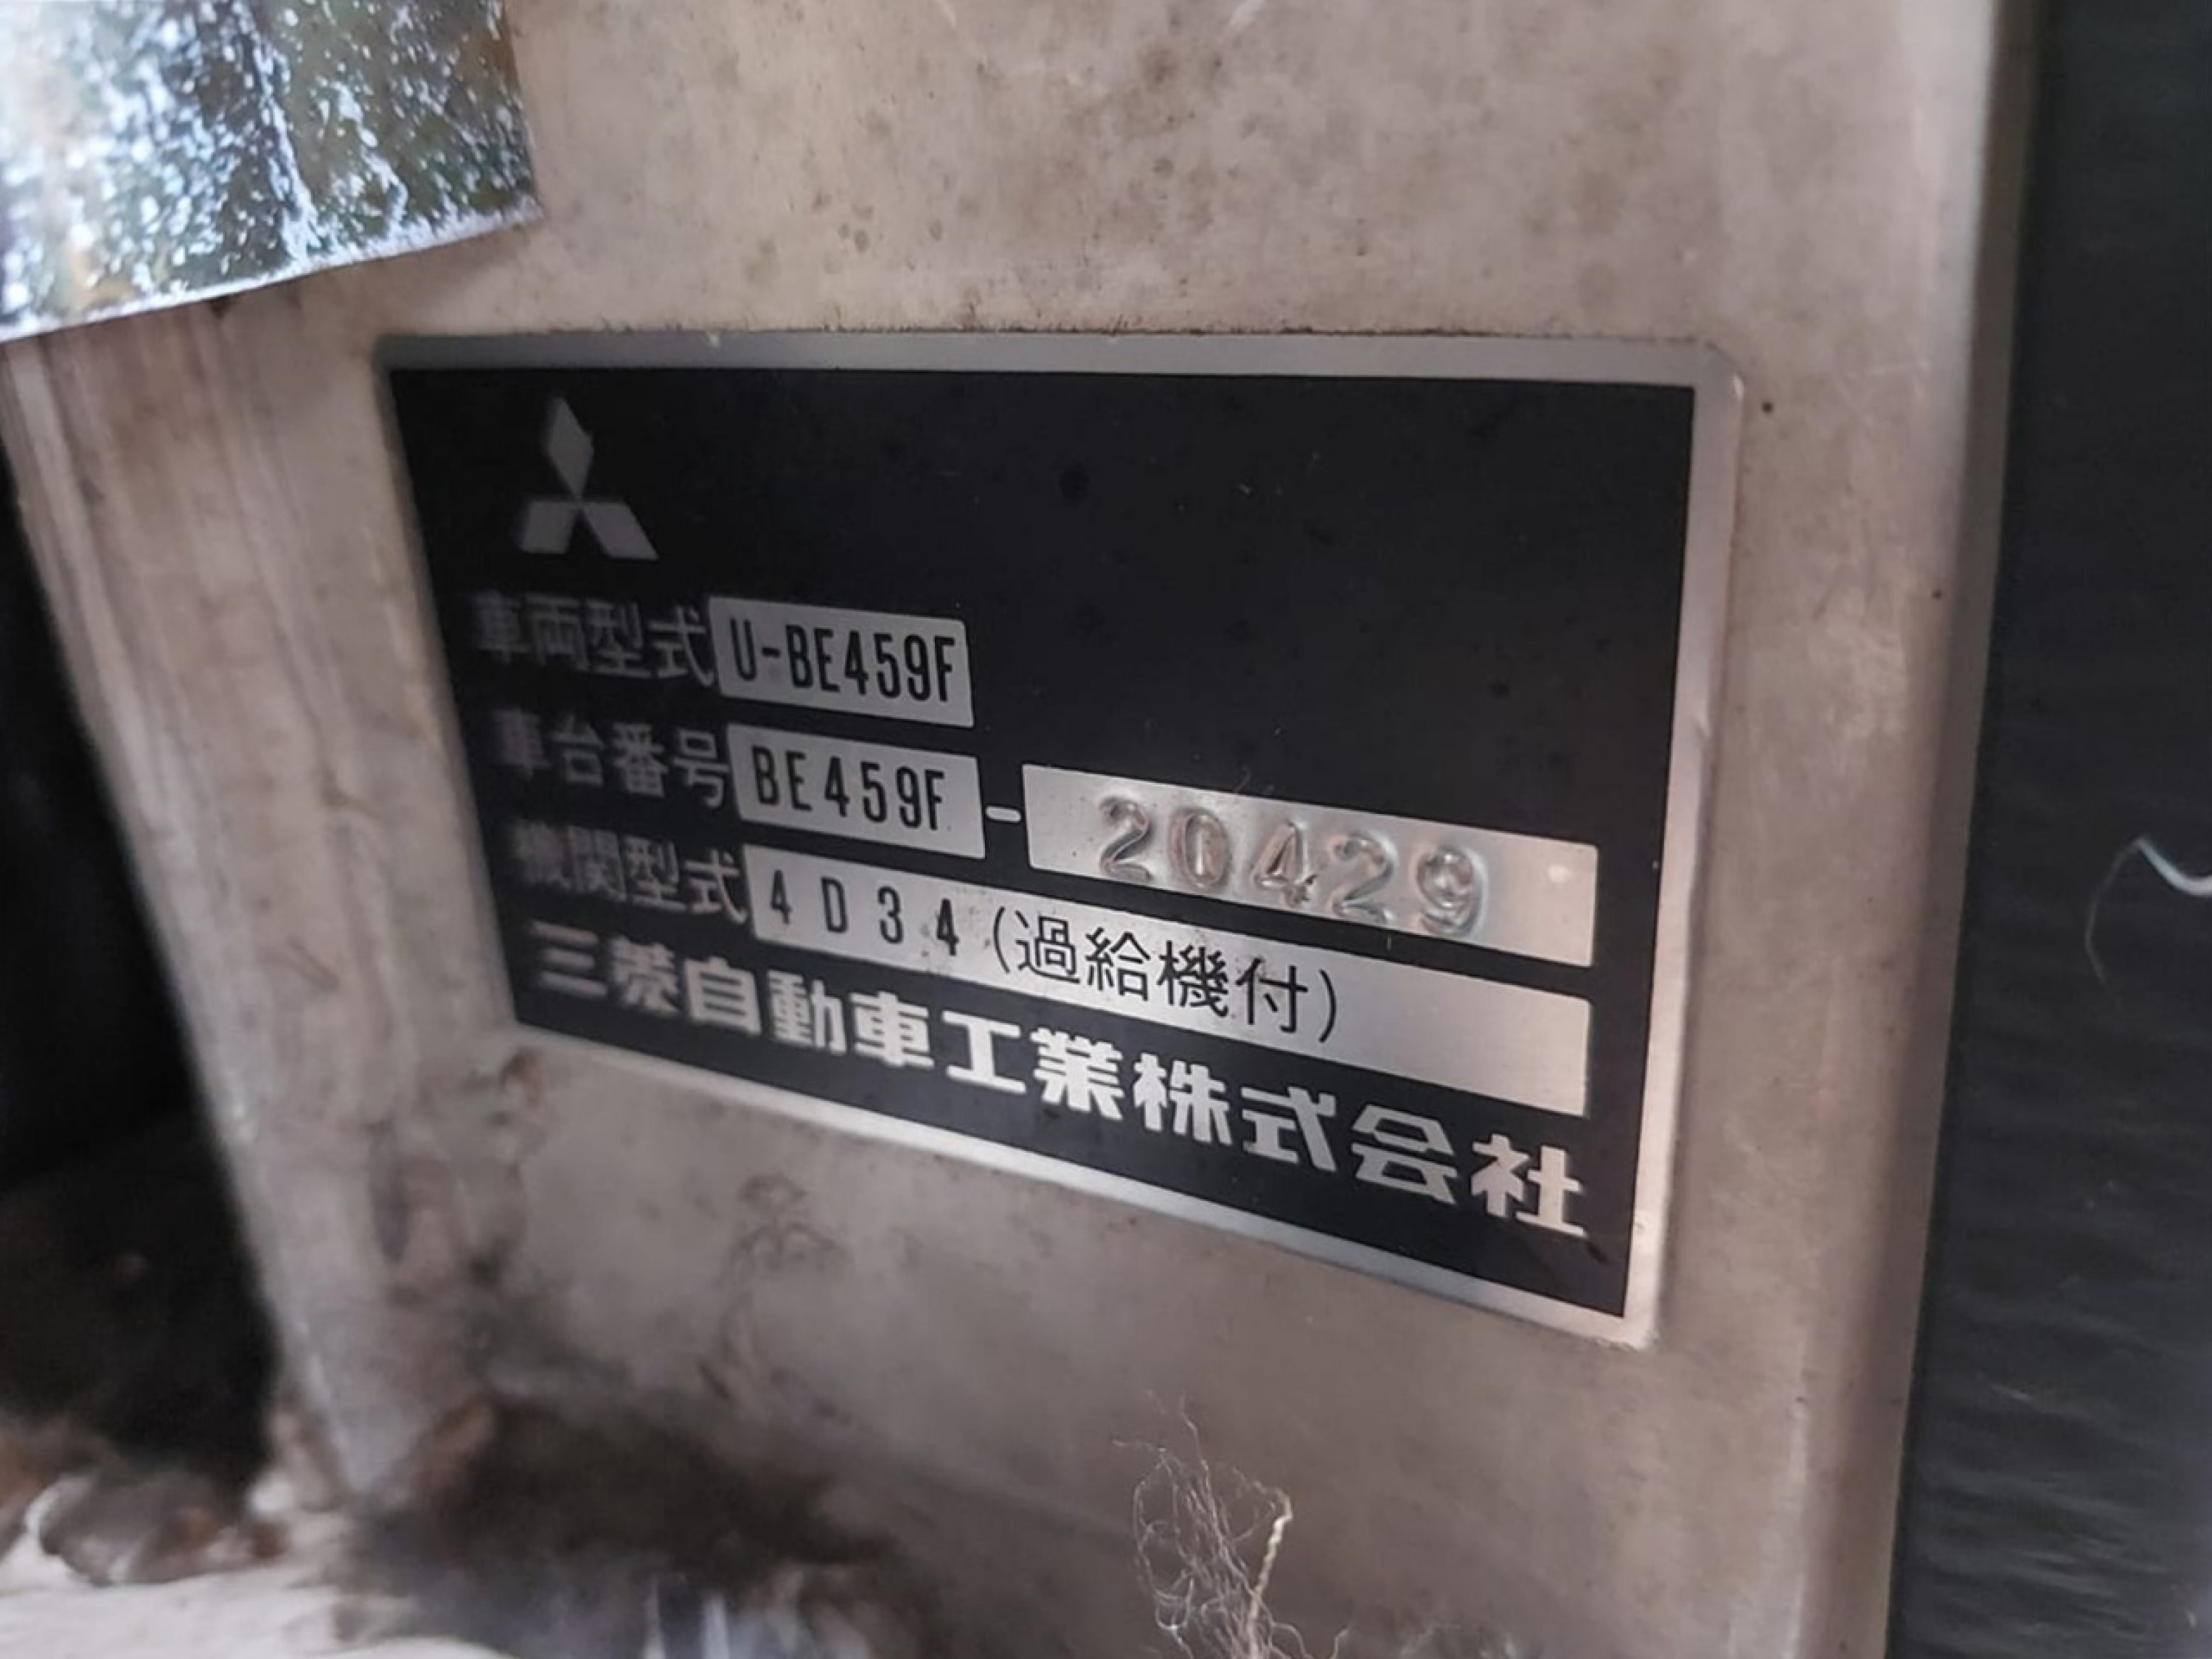 車両型式 U-BE459F
車台番号 BE459F-20429
機関型式 4D34 (過給機付)
三菱自動車工業株式会社